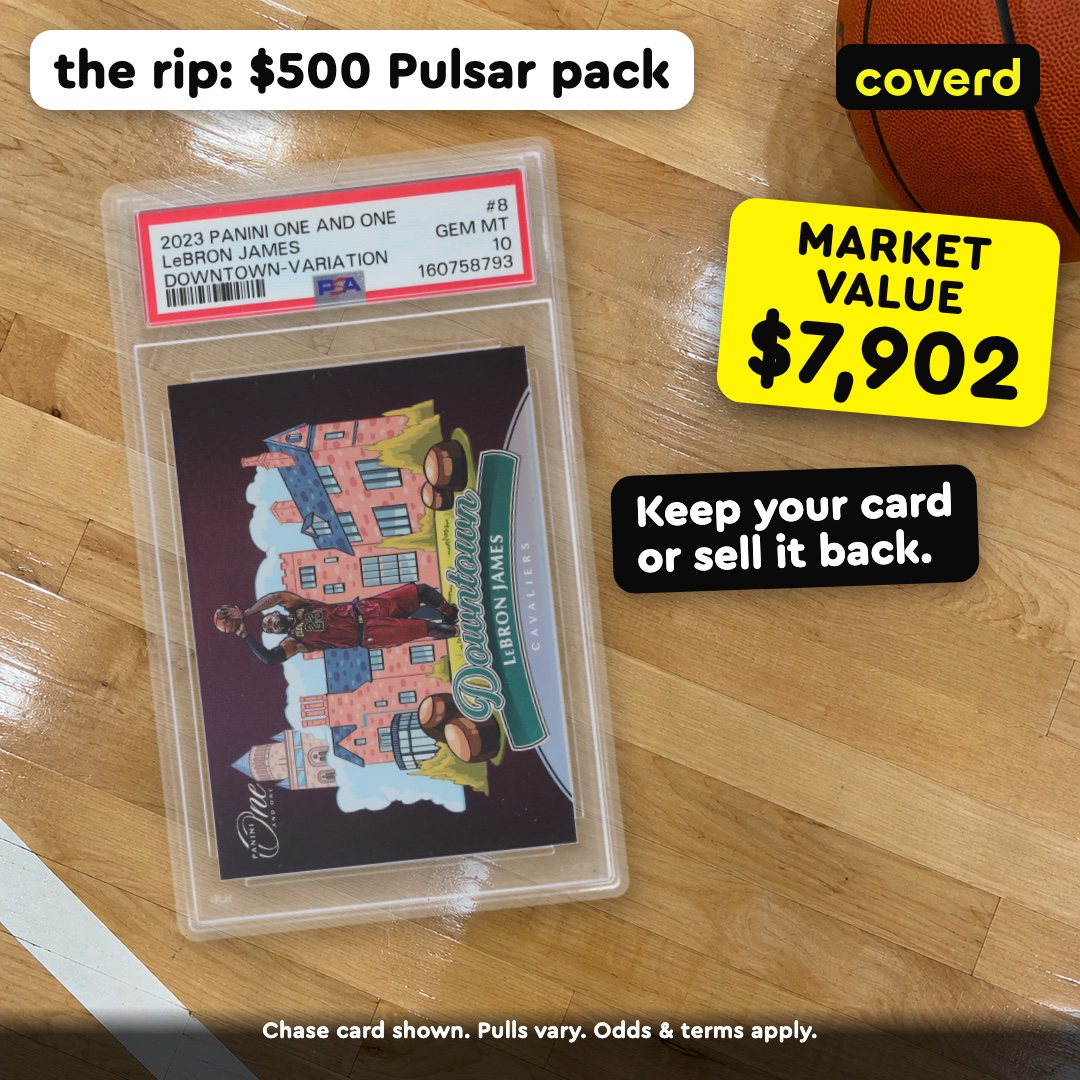 the rip: $500 Pulsar pack
coverd
2023 PANINI ONE AND ONE
LeBRON JAMES
DOWNTOWN-VARIATION
#8
GEM MT
10
160758793
PSA
MARKET
VALUE
$7,902
Keep your card
or sell it back.
Downtown
LeBRON JAMES
CAVALIERS
PANINI
One
AND ONE
23
Chase card shown. Pulls vary. Odds & terms apply.